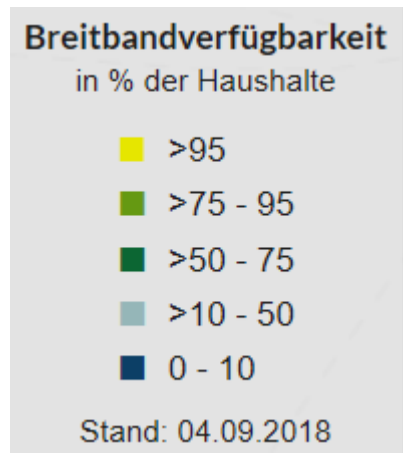 Breitbandverfügbarkeit
in % der Haushalte
>95
>75 - 95
>50 - 75
>10 - 50
0 - 10
Stand: 04.09.2018